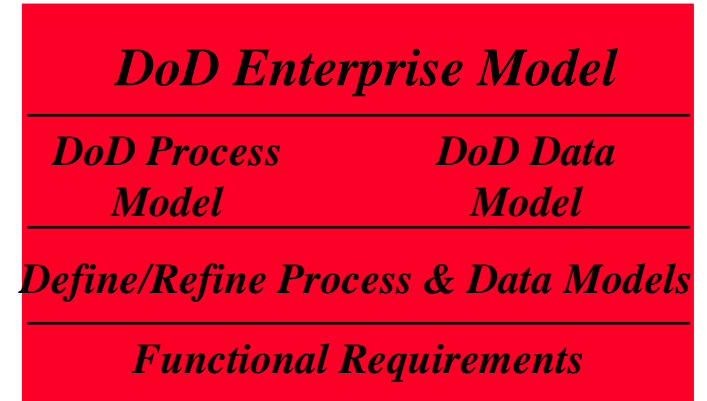 DoD Enterprise Model
DoD Process DoD Data
Model Model
Define/Refine Process & Data Models
Functional Requirements